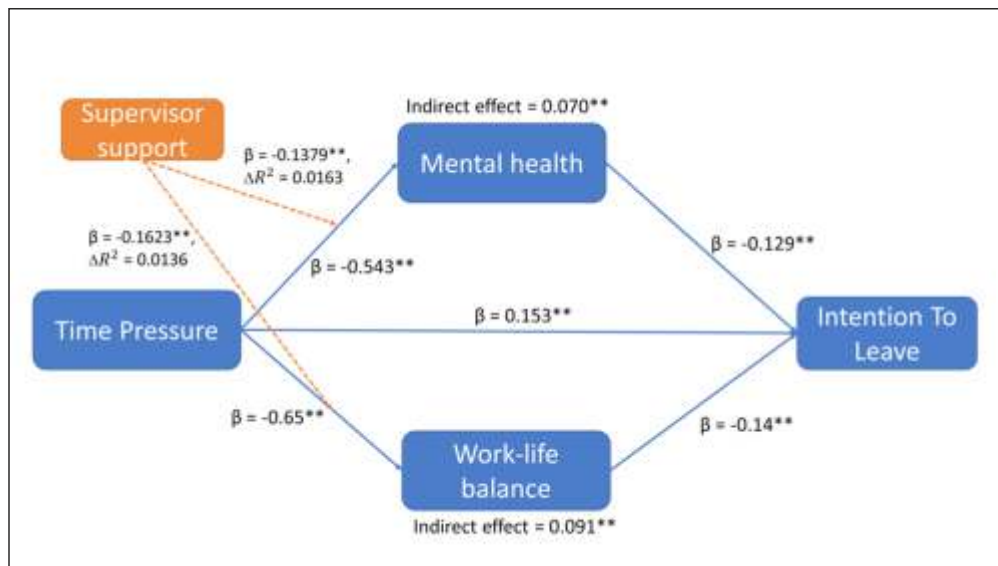 Indirect effect = 0.070**
Supervisor
support
β = -0.1379**,
ΔR² = 0.0163
Mental health
β = -0.1623**,
ΔR² = 0.0136
β = -0.543**
β = -0.129**
Time Pressure
β = 0.153**
Intention To
Leave
β = -0.65**
β = -0.14**
Work-life
balance
Indirect effect = 0.091**